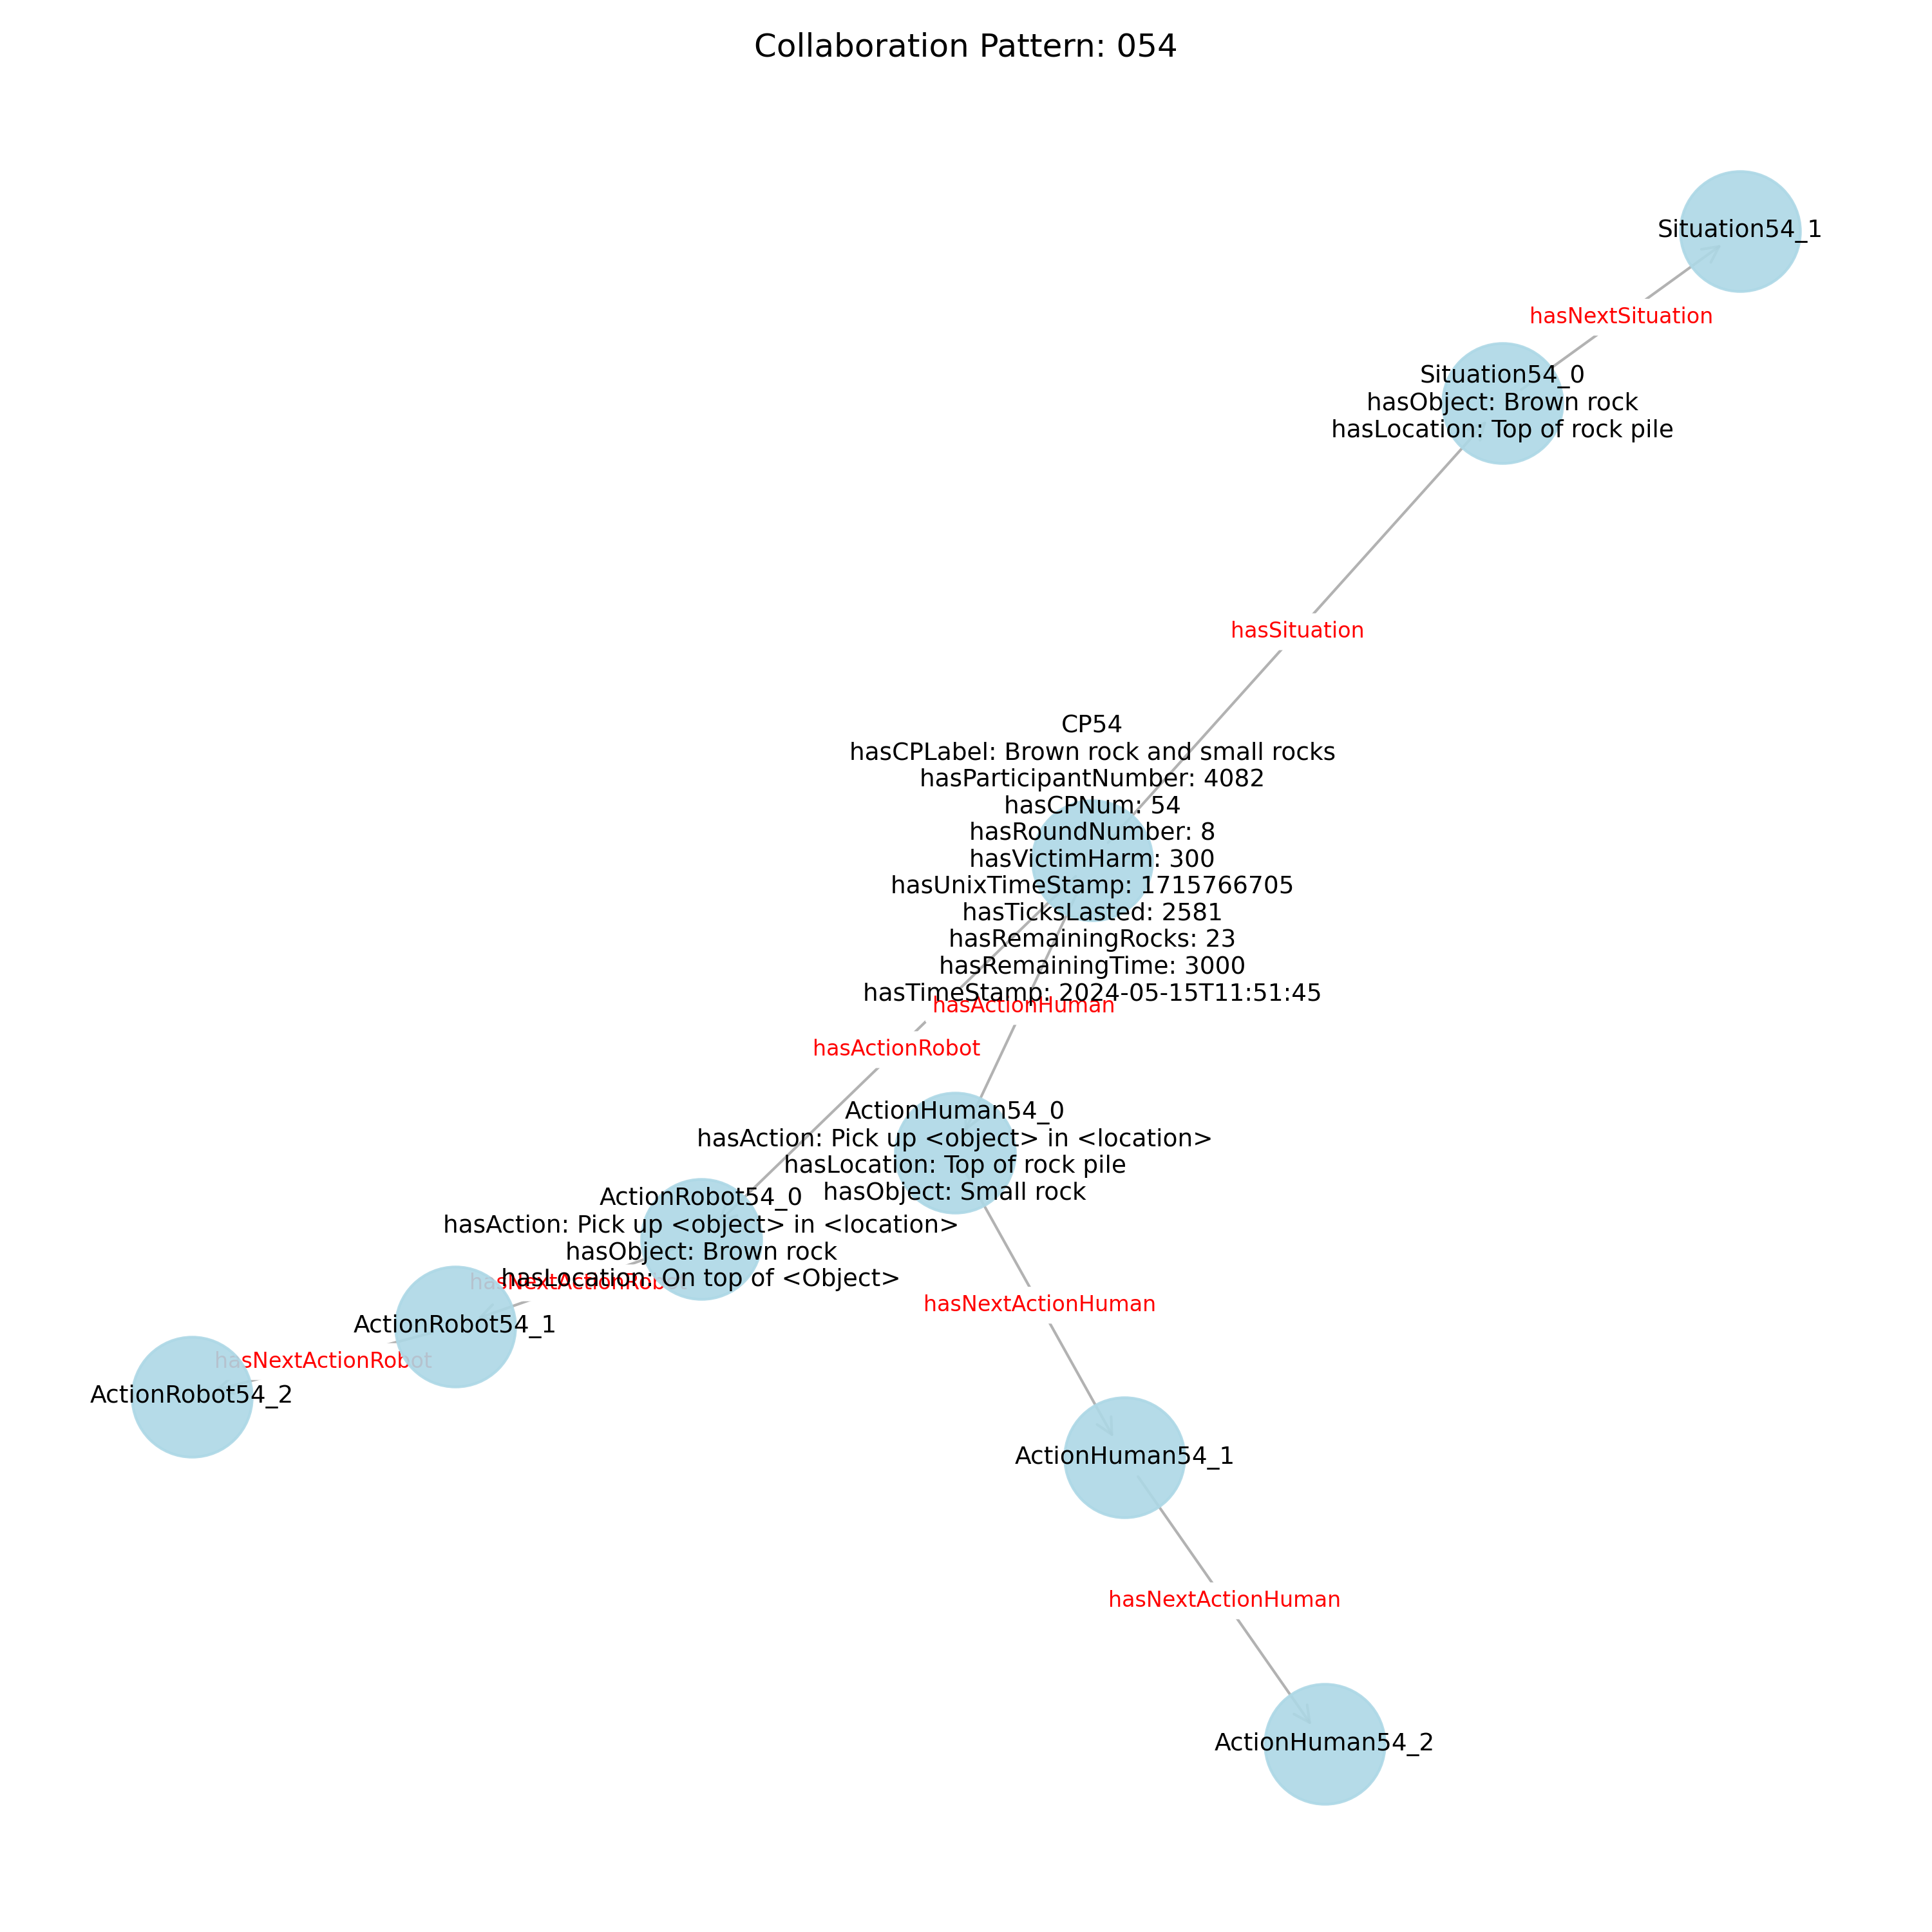 Collaboration Pattern: 054
Situation54_1
hasNextSituation
Situation54_0
hasObject: Brown rock
hasLocation: Top of rock pile
hasSituation
CP54
hasCPLabel: Brown rock and small rocks
hasParticipantNumber: 4082
hasCPNum: 54
hasRoundNumber: 8
hasVictimHarm: 300
hasUnixTimeStamp: 1715766705
hasTicksLasted: 2581
hasRemainingRocks: 23
hasRemainingTime: 3000
hasTimeStamp: 2024-05-15T11:51:45
hasActionHuman
hasActionRobot
ActionHuman54_0
hasAction: Pick up <object> in <location>
hasLocation: Top of rock pile
hasObject: Small rock
ActionRobot54_0
hasAction: Pick up <object> in <location>
hasObject: Brown rock
hasLocation: On top of <Object>
hasNextActionRobot
ActionRobot54_1
hasNextActionRobot
ActionRobot54_2
hasNextActionHuman
ActionHuman54_1
hasNextActionHuman
ActionHuman54_2